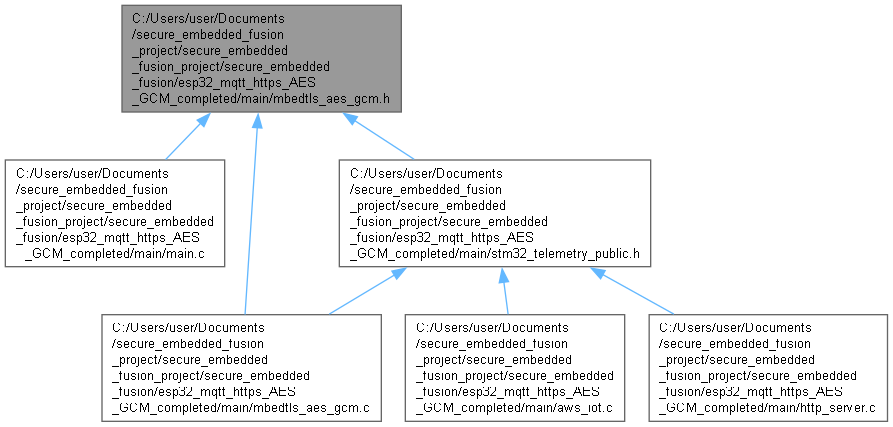 C:/Users/user/Documents
/secure_embedded_fusion
_project/secure_embedded
_fusion_project/secure_embedded
_fusion/esp32_mqtt_https_AES
_GCM_completed/main/mbedtls_aes_gcm.h
C:/Users/user/Documents
/secure_embedded_fusion
_project/secure_embedded
_fusion_project/secure_embedded
_fusion/esp32_mqtt_https_AES
_GCM_completed/main/main.c
C:/Users/user/Documents
/secure_embedded_fusion
_project/secure_embedded
_fusion_project/secure_embedded
_fusion/esp32_mqtt_https_AES
_GCM_completed/main/stm32_telemetry_public.h
C:/Users/user/Documents
/secure_embedded_fusion
_project/secure_embedded
_fusion_project/secure_embedded
_fusion/esp32_mqtt_https_AES
_GCM_completed/main/mbedtls_aes_gcm.c
C:/Users/user/Documents
/secure_embedded_fusion
_project/secure_embedded
_fusion_project/secure_embedded
_fusion/esp32_mqtt_https_AES
_GCM_completed/main/aws_iot.c
C:/Users/user/Documents
/secure_embedded_fusion
_project/secure_embedded
_fusion_project/secure_embedded
_fusion/esp32_mqtt_https_AES
_GCM_completed/main/http_server.c